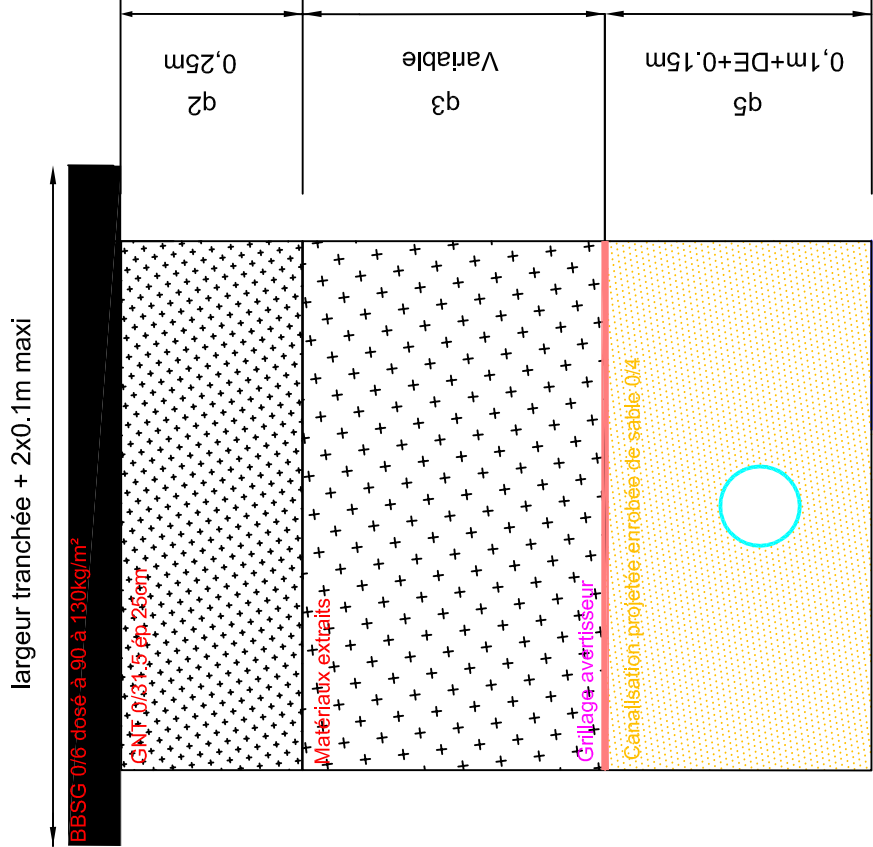 largeur tranchée + 2x0.1m maxi
BBSG 0/6 dosé à 90 à 130kg/m²
GNT 0/31.5 ép 25cm
Matériaux extraits
Grillage avertisseur
Canalisation projetée enrobée de sable 0/4
q2
0,25m
q3
Variable
q5
0,1m+DE+0.15m